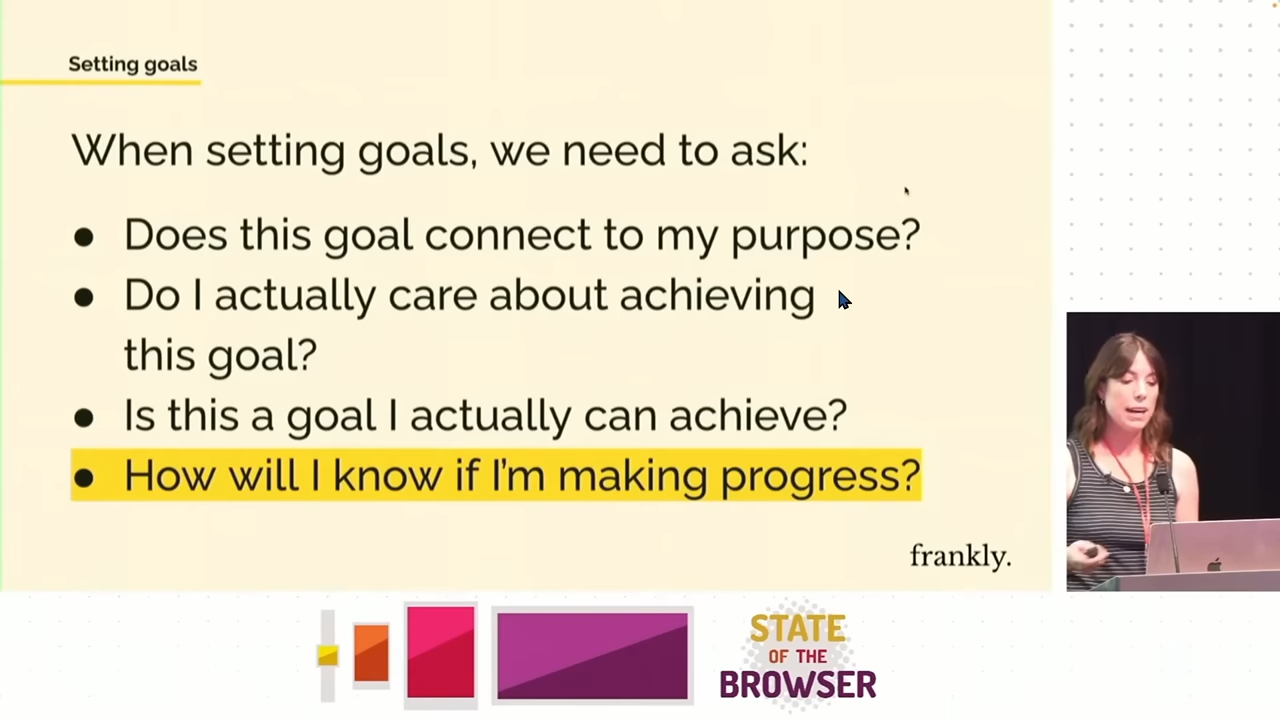 Setting goals
When setting goals, we need to ask:
● Does this goal connect to my purpose?
● Do I actually care about achieving
this goal?
● Is this a goal I actually can achieve?
● How will I know if I'm making progress?
frankly.
STATE
OF THE
BROWSER